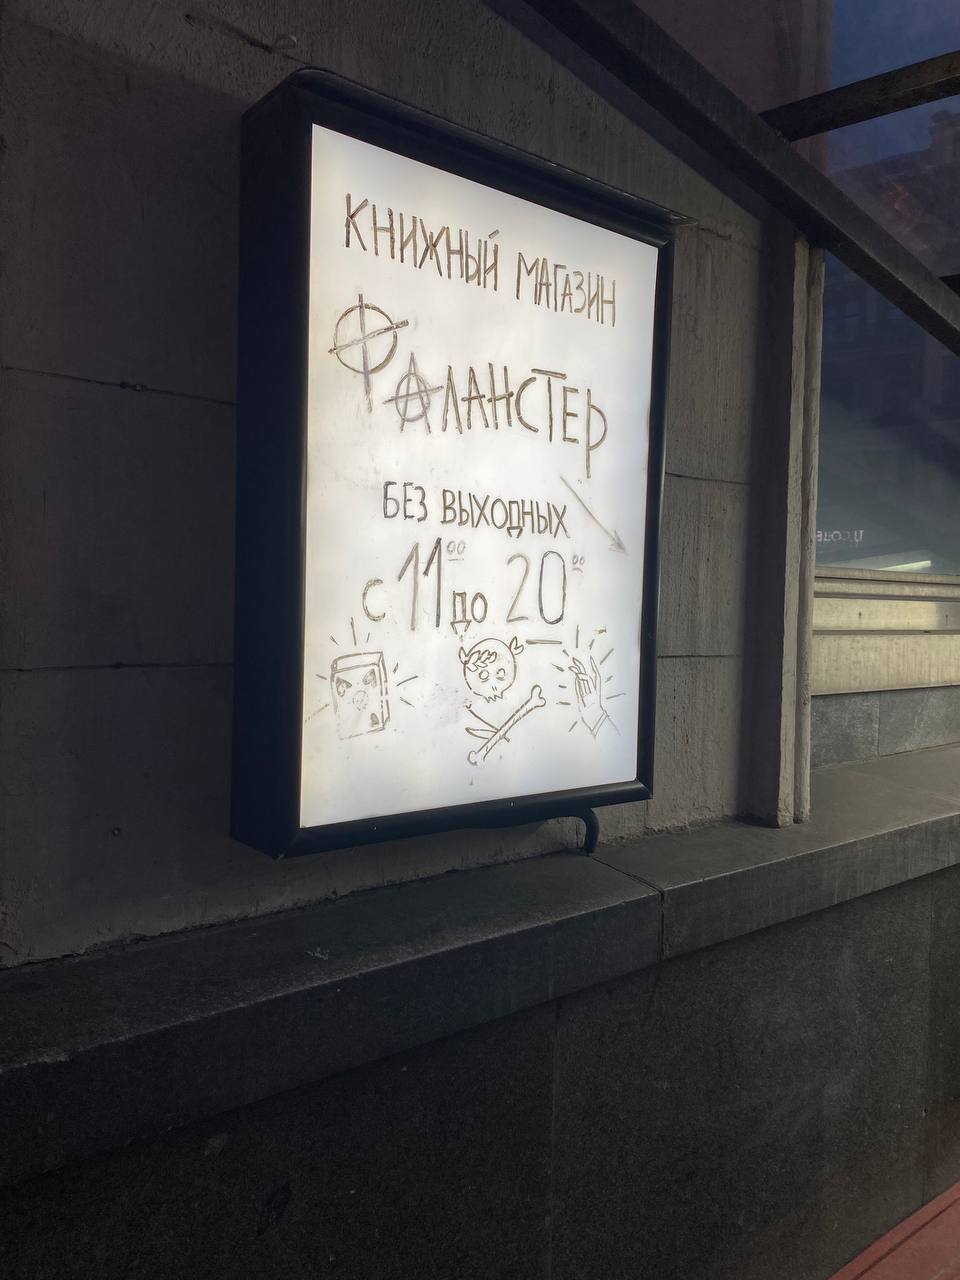 КНИЖНЫЙ МАГАЗИН
ФАЛАНСТЕР
БЕЗ ВЫХОДНЫХ
С 11⁰⁰ ДО 20⁰⁰